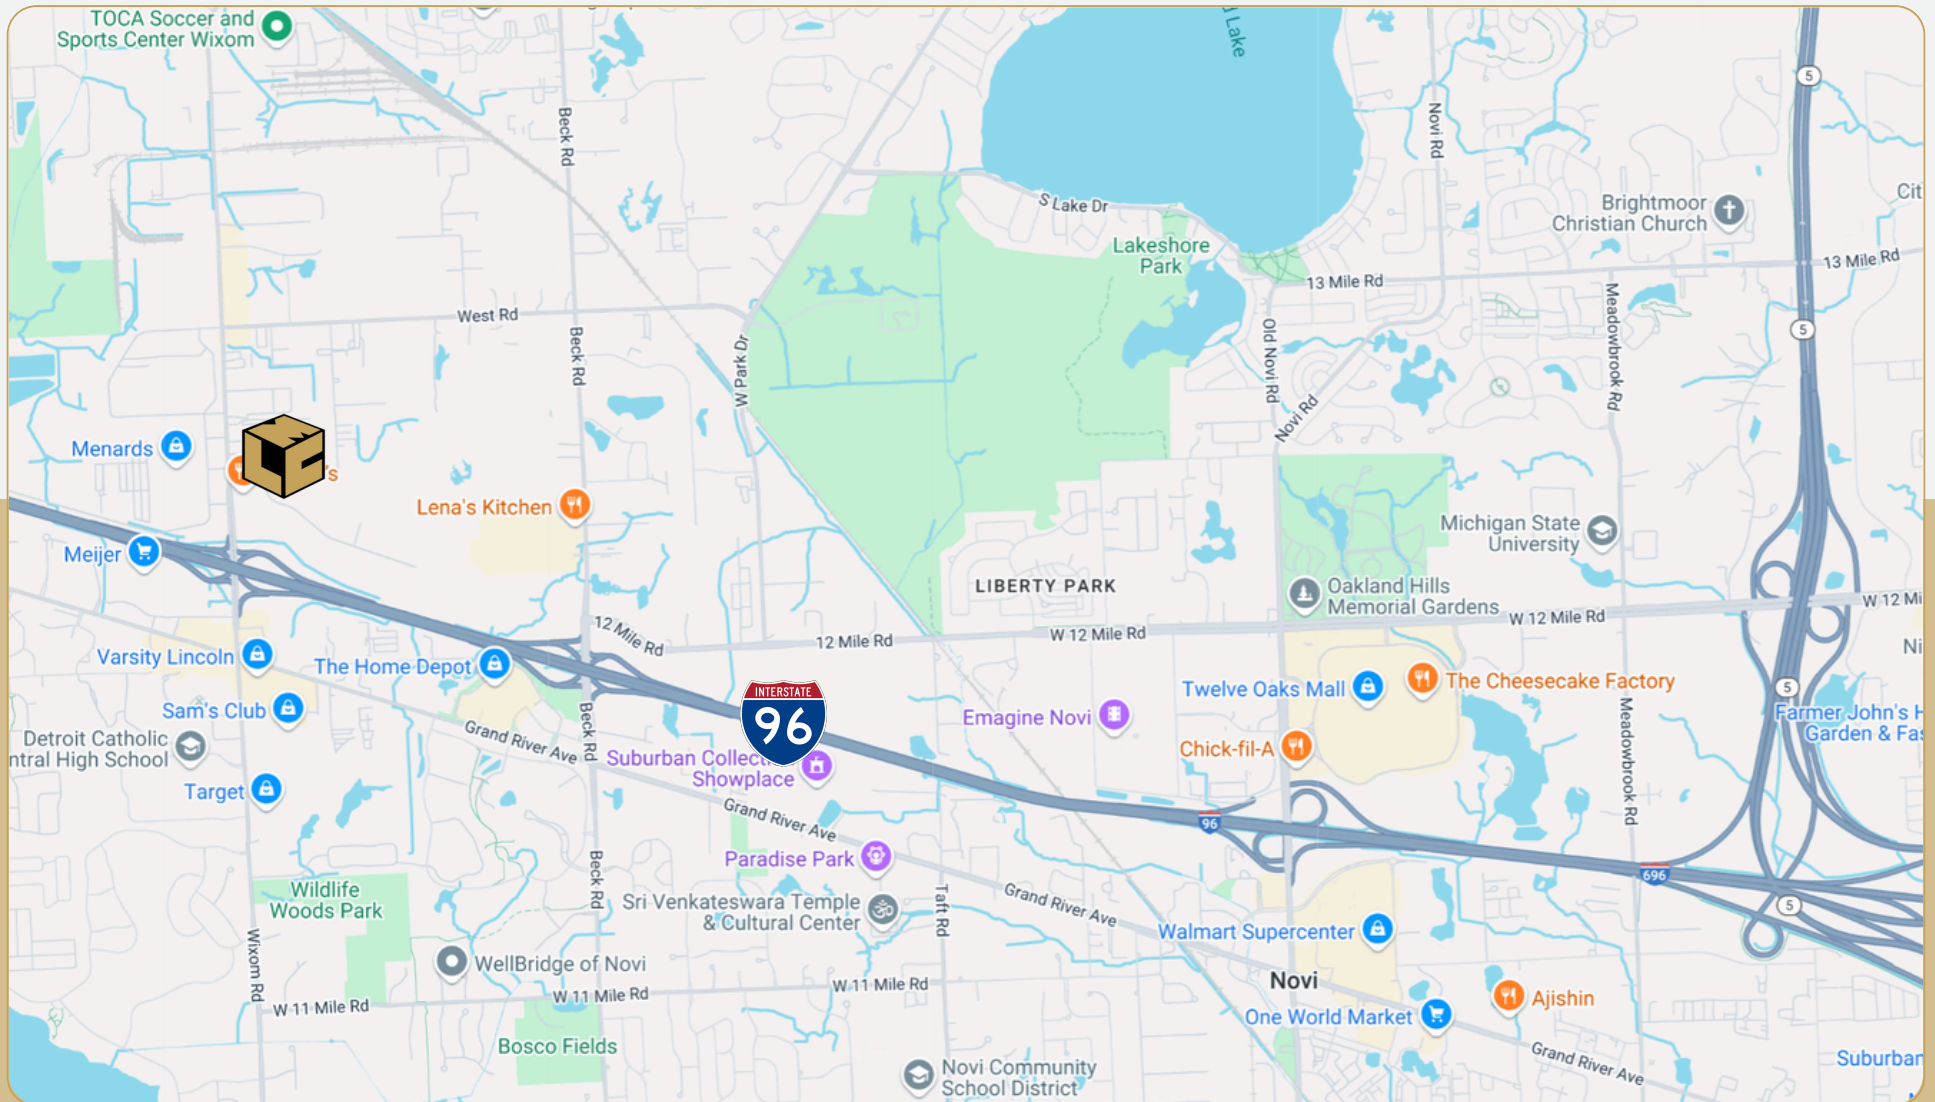 TOCA Soccer and
Sports Center Wixom
Lake
5
Beck Rd
Novi Rd
S Lake Dr
Brightmoor
Christian Church
Cit
Lakeshore
Park
13 Mile Rd
13 Mile Rd
West Rd
Beck Rd
W Park Dr
Old Novi Rd
Meadowbrook Rd
5
Novi Rd
Menards
's
Lena's Kitchen
Michigan State
University
Meijer
LIBERTY PARK
Oakland Hills
Memorial Gardens
W 12 Mi
W 12 Mile Rd
12 Mile Rd
12 Mile Rd
W 12 Mile Rd
Ni
Varsity Lincoln
The Home Depot
Twelve Oaks Mall
The Cheesecake Factory
5
INTERSTATE
96
Sam's Club
Emagine Novi
Farmer John's H
Garden & Fas
Beck Rd
Grand River Ave
Detroit Catholic
ntral High School
Chick-fil-A
Meadowbrook Rd
Suburban Collecti
Showplace
Target
Grand River Ave
96
Paradise Park
696
Beck Rd
Wildlife
Woods Park
Sri Venkateswara Temple
& Cultural Center
Taft Rd
Grand River Ave
5
Walmart Supercenter
Wixom Rd
WellBridge of Novi
W 11 Mile Rd
W 11 Mile Rd
W 11 Mile Rd
Novi
Ajishin
One World Market
Bosco Fields
Grand River Ave
Suburban
Novi Community
School District